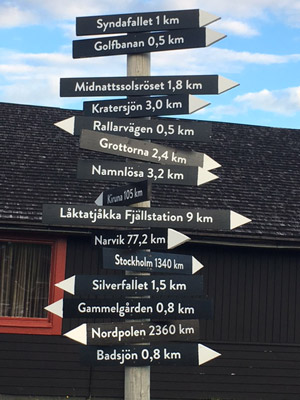 Syndafallet 1 km
Golfbanan 0,5 km
Midnattssolsröset 1,8 km
Kratersjön 3,0 km
Rallarvägen 0,5 km
Grottorna 2,4 km
Namnlösa 3,2 km
Kiruna 105 km
Låktatjåkka Fjällstation 9 km
Narvik 77,2 km
Stockholm 1340 km
Silverfallet 1,5 km
Gammelgården 0,8 km
Nordpolen 2360 km
Badsjön 0,8 km